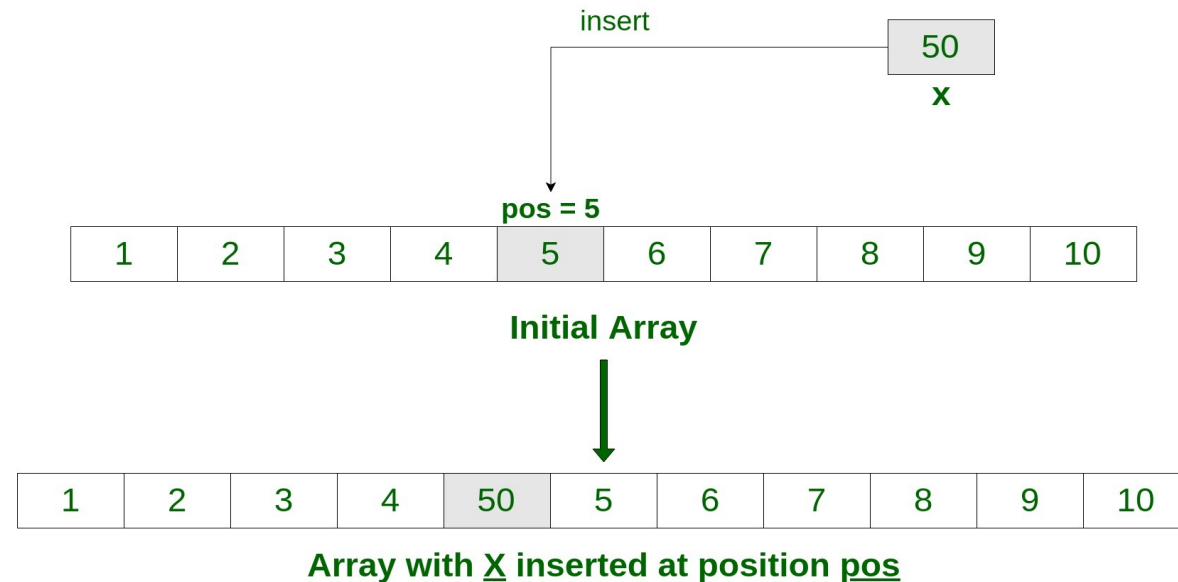 insert
50
x
pos = 5
1 2 3 4 5 6 7 8 9 10
Initial Array
1 2 3 4 50 5 6 7 8 9 10
Array with X inserted at position pos